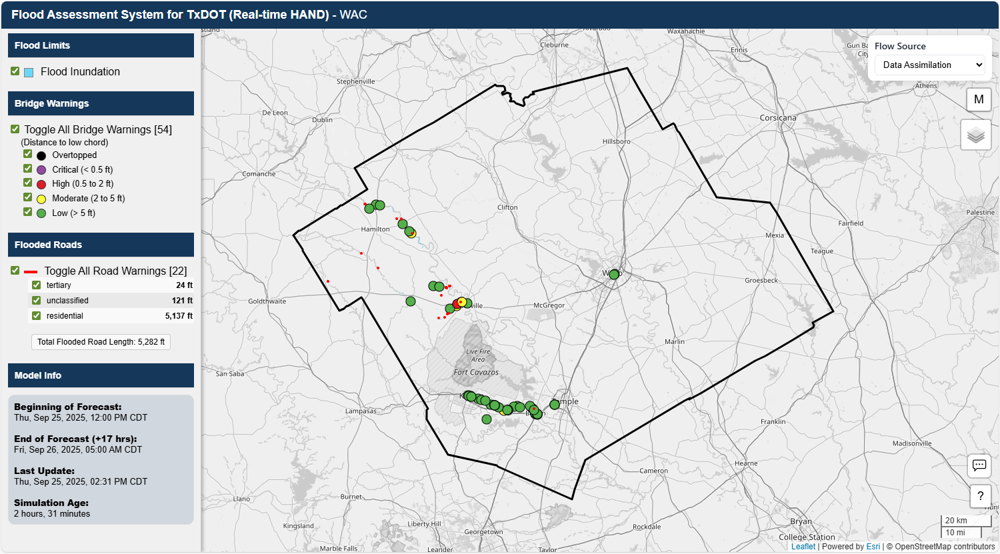 Flood Assessment System for TxDOT (Real-time HAND) - WAC
Flood Limits
Flood Inundation
Bridge Warnings
Toggle All Bridge Warnings [54]
(Distance to low chord)
Overtopped
Critical (< 0.5 ft)
High (0.5 to 2 ft)
Moderate (2 to 5 ft)
Low (> 5 ft)
Flooded Roads
Toggle All Road Warnings [22]
tertiary 24 ft
unclassified 121 ft
residential 5,137 ft
Total Flooded Road Length: 5,282 ft
Model Info
Beginning of Forecast:
Thu, Sep 25, 2025, 12:00 PM CDT
End of Forecast (+17 hrs):
Fri, Sep 26, 2025, 05:00 AM CDT
Last Update:
Thu, Sep 25, 2025, 02:31 PM CDT
Simulation Age:
2 hours, 31 minutes
Flow Source
Data Assimilation
M
?
Waxahachie
Cleburne
Ennis
Gun Ba
City
Athens
Stephenville
De Leon
Dublin
Corsicana
Hillsboro
Comanche
Clifton
Palestine
Hamilton
Fairfield
Mexia
Teague
Groesbeck
Goldthwaite
ville
McGregor
Marlin
Live Fire
Area
Fort Cavazos
San Saba
Lampasas
mple
Franklin
Madisonville
Hearne
Cameron
Llano
Burnet
Bryan
College Station
Kingsland
Liberty Hill
Georgetown
Rockdale
Marble Falls
Leander
Taylor
20 km
10 mi
Leaflet | Powered by Esri | © OpenStreetMap contributors